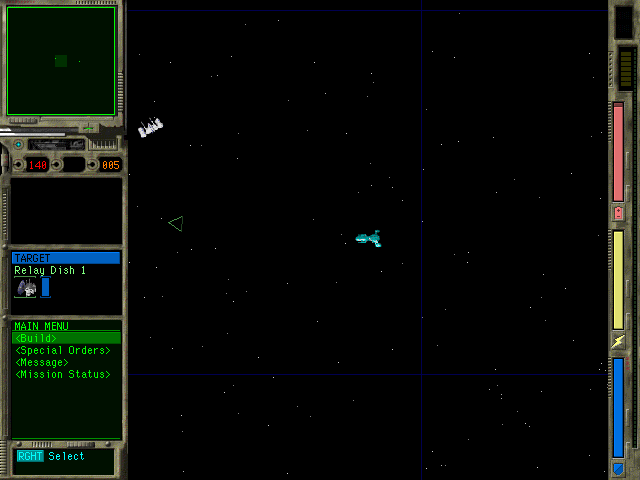 140 005
TARGET
Relay Dish 1
MAIN MENU
<Build>
<Special Orders>
<Message>
<Mission Status>
RGHT Select